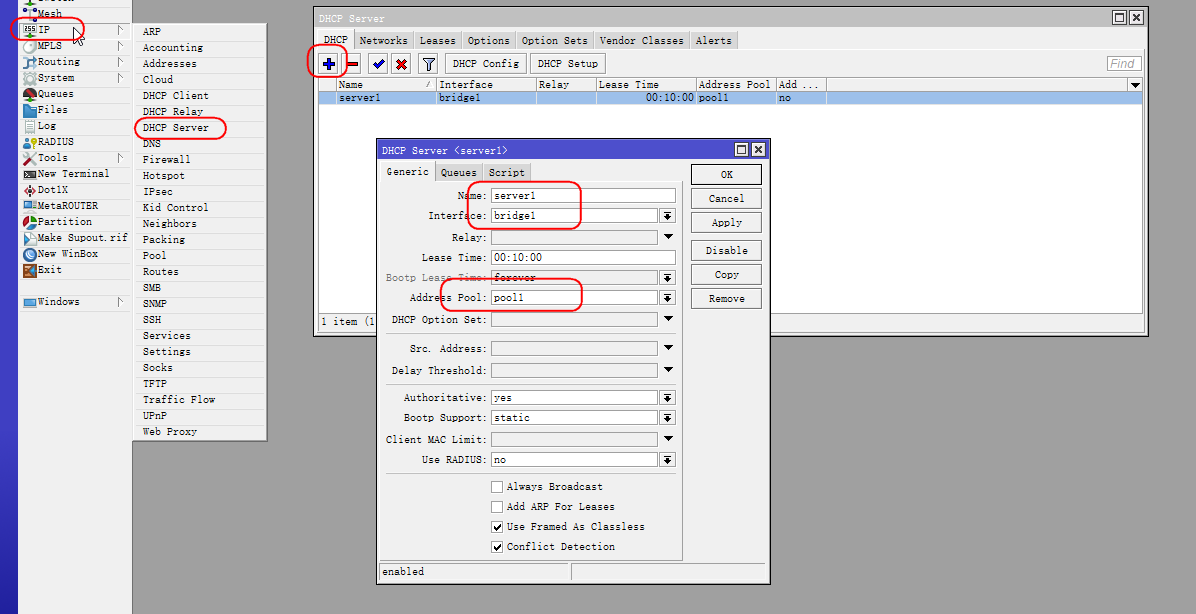 Mesh
IP
MPLS
Routing
System
Queues
Files
Log
RADIUS
Tools
New Terminal
Dot1X
MetaROUTER
Partition
Make Supout.rif
New WinBox
Exit
Windows
ARP
Accounting
Addresses
Cloud
DHCP Client
DHCP Relay
DHCP Server
DNS
Firewall
Hotspot
IPsec
Kid Control
Neighbors
Packing
Pool
Routes
SMB
SNMP
SSH
Services
Settings
Socks
TFTP
Traffic Flow
UPnP
Web Proxy
DHCP Server
DHCP Networks Leases Options Option Sets Vendor Classes Alerts
DHCP Config DHCP Setup Find
Name / Interface Relay Lease Time Address Pool Add ...
server1 bridge1 00:10:00 pool1 no
1 item (1
DHCP Server <server1>
Generic Queues Script
Name: server1
Interface: bridge1
Relay:
Lease Time: 00:10:00
Bootp Lease Time: forever
Address Pool: pool1
DHCP Option Set:
Src. Address:
Delay Threshold:
Authoritative: yes
Bootp Support: static
Client MAC Limit:
Use RADIUS: no
Always Broadcast
Add ARP For Leases
Use Framed As Classless
Conflict Detection
enabled
OK
Cancel
Apply
Disable
Copy
Remove